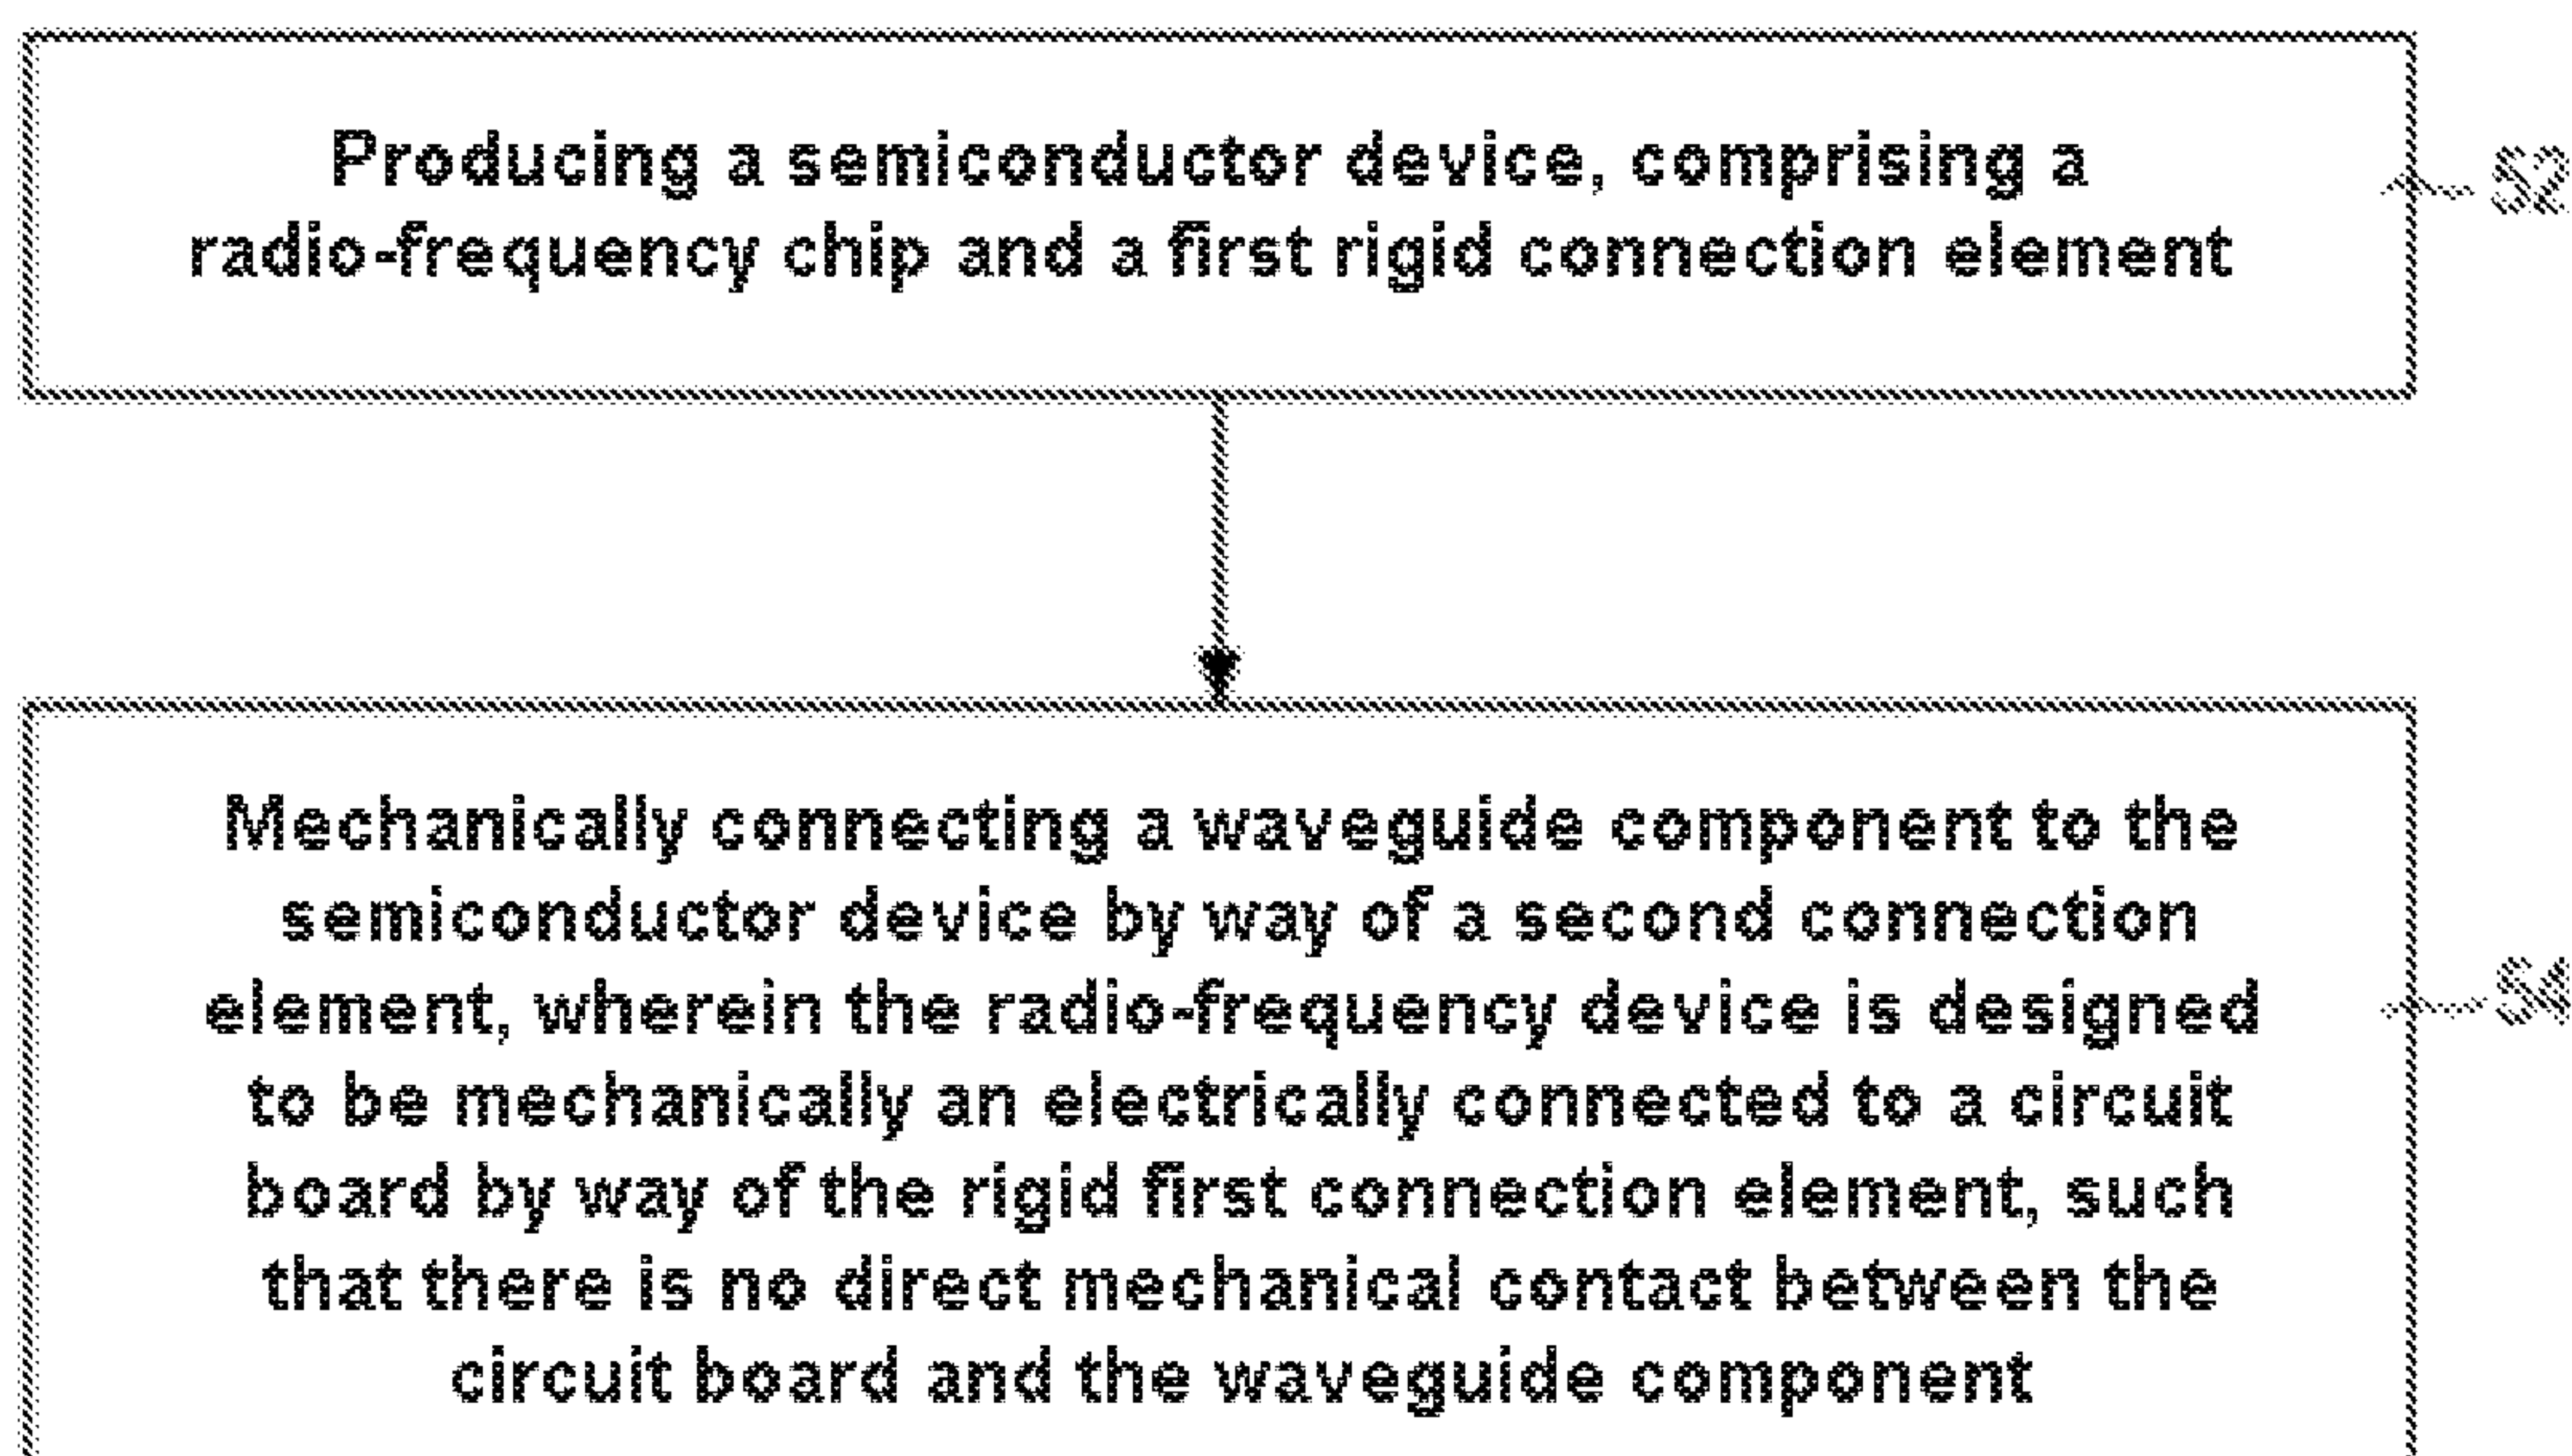 Producing a semiconductor device, comprising a
radio-frequency chip and a first rigid connection element
S2
Mechanically connecting a waveguide component to the
semiconductor device by way of a second connection
element, wherein the radio-frequency device is designed
to be mechanically an electrically connected to a circuit
board by way of the rigid first connection element, such
that there is no direct mechanical contact between the
circuit board and the waveguide component
S4